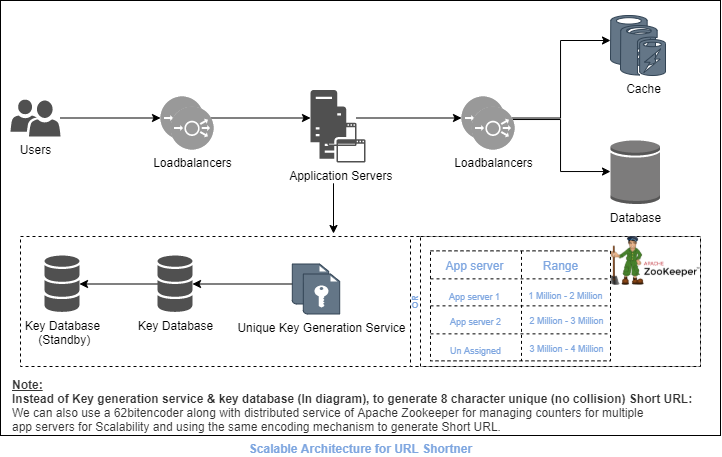 Cache
Users
Loadbalancers
Application Servers
Loadbalancers
Database
Key Database
(Standby)
Key Database
Unique Key Generation Service
OR
App server Range
App server 1 1 Million - 2 Million
App server 2 2 Million - 3 Million
Un Assigned 3 Million - 4 Million
APACHE
ZooKeeper
Note:
Instead of Key generation service & key database (In diagram), to generate 8 character unique (no collision) Short URL:
We can also use a 62bitencoder along with distributed service of Apache Zookeeper for managing counters for multiple
app servers for Scalability and using the same encoding mechanism to generate Short URL.
Scalable Architecture for URL Shortner